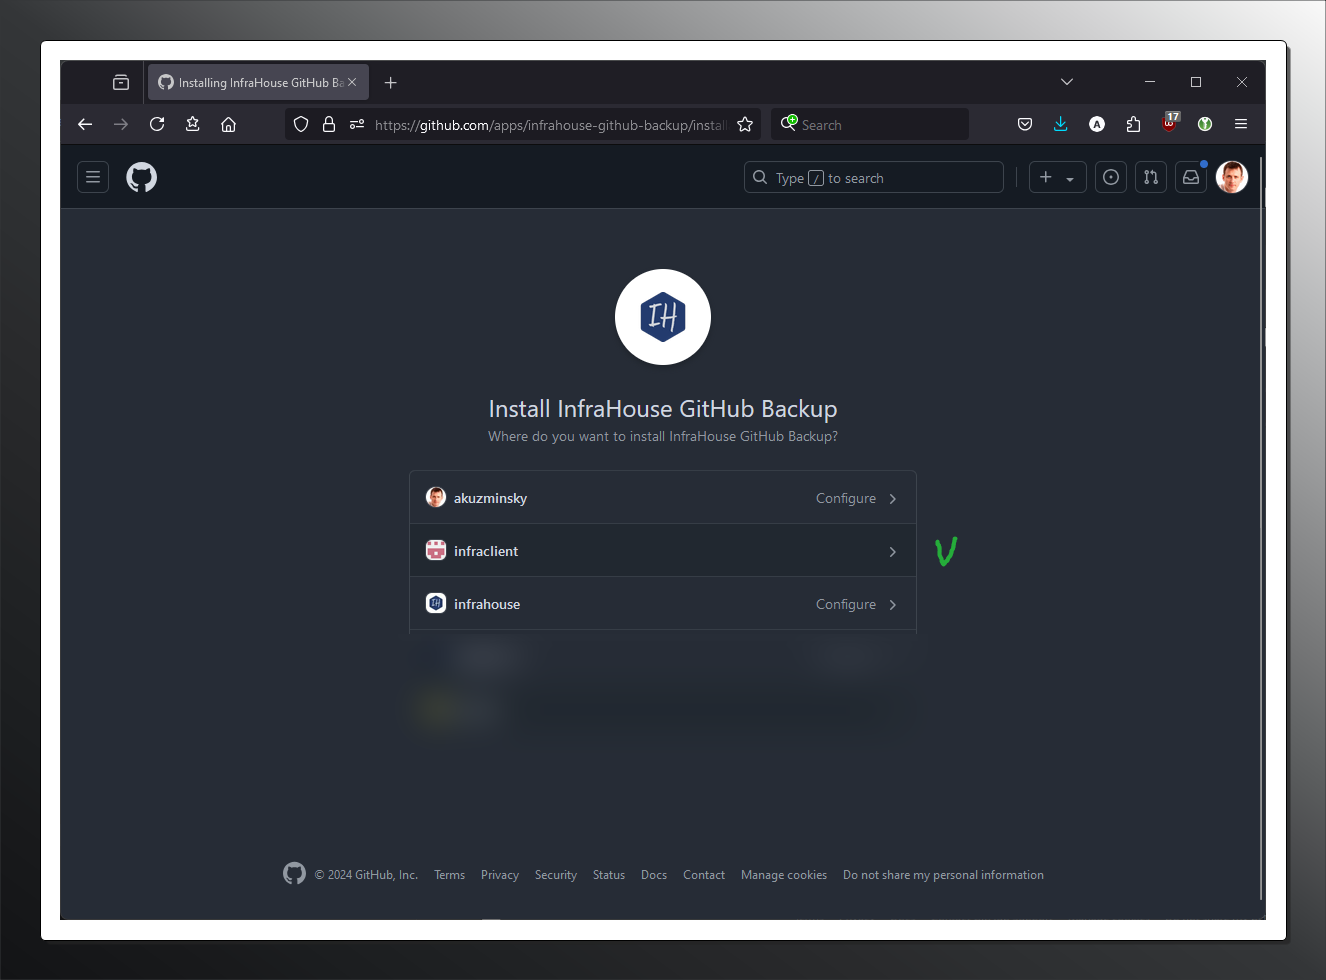 Installing InfraHouse GitHub Ba
https://github.com/apps/infrahouse-github-backup/instal
Search
A
17
Type / to search
IH
Install InfraHouse GitHub Backup
Where do you want to install InfraHouse GitHub Backup?
akuzminsky Configure
infraclient
V
IH infrahouse Configure
© 2024 GitHub, Inc. Terms Privacy Security Status Docs Contact Manage cookies Do not share my personal information